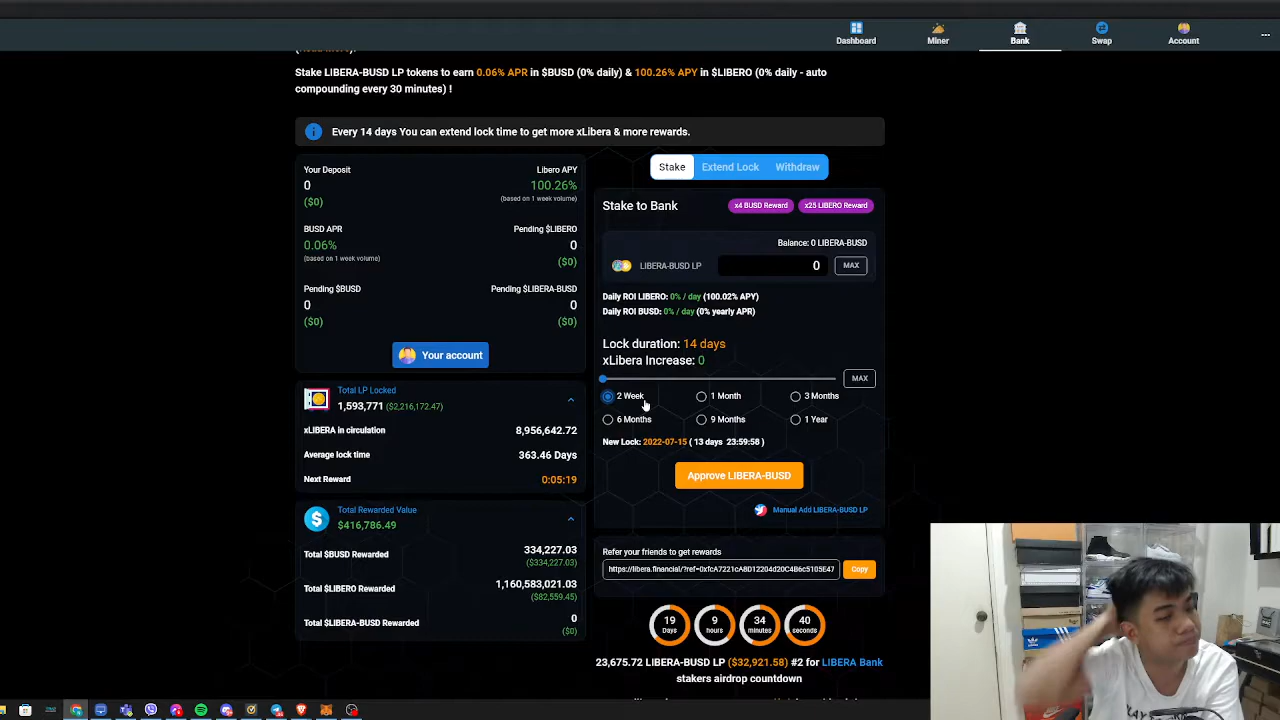 Dashboard
Miner
Bank
Swap
Account
Stake LIBERA-BUSD LP tokens to earn 0.06% APR in $BUSD (0% daily) & 100.26% APY in $LIBERO (0% daily - auto
compounding every 30 minutes) !
Every 14 days You can extend lock time to get more xLibera & more rewards.
Your Deposit
Libero APY
0
100.26%
($0)
(based on 1 week volume)
BUSD APR
Pending $LIBERO
0.06%
0
(based on 1 week volume)
($0)
Pending $BUSD
Pending $LIBERA-BUSD
0
0
($0)
($0)
Your account
Total LP Locked
1,593,771 ($2,216,172.47)
xLIBERA in circulation
8,956,642.72
Average lock time
363.46 Days
Next Reward
0:05:19
Total Rewarded Value
$416,786.49
Total $BUSD Rewarded
334,227.03
($334,227.03)
Total $LIBERO Rewarded
1,160,583,021.03
($82,559.45)
Total $LIBERA-BUSD Rewarded
0
($0)
Stake
Extend Lock
Withdraw
Stake to Bank
x4 BUSD Reward
x25 LIBERO Reward
Balance: 0 LIBERA-BUSD
LIBERA-BUSD LP
0
MAX
Daily ROI LIBERO: 0% / day (100.02% APY)
Daily ROI BUSD: 0% / day (0% yearly APR)
Lock duration: 14 days
xLibera Increase: 0
MAX
2 Week
1 Month
3 Months
6 Months
9 Months
1 Year
New Lock: 2022-07-15 ( 13 days 23:59:58 )
Approve LIBERA-BUSD
Manual Add LIBERA-BUSD LP
Refer your friends to get rewards
https://libera.financial/?ref=0xfcA7221cA8D12204d20C4B6c5105E47
Copy
19
Days
9
hours
34
minutes
40
seconds
23,675.72 LIBERA-BUSD LP ($32,921.58) #2 for LIBERA Bank
stakers airdrop countdown